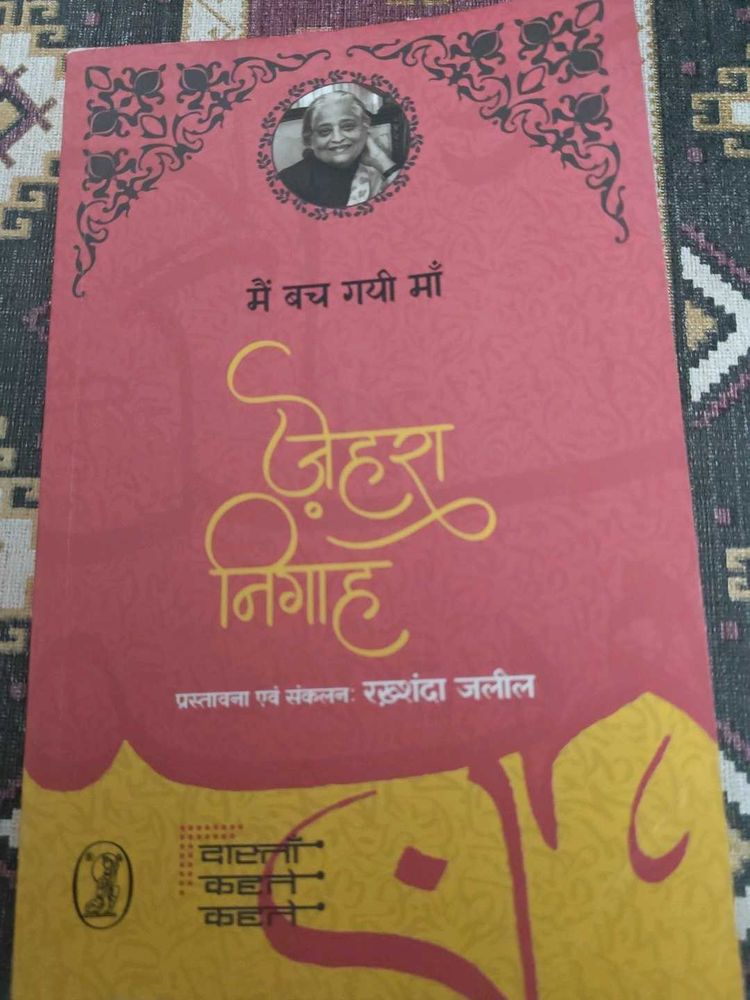 मैं बच गयी माँ
ज़ेहरा
निगाह
प्रस्तावना एवं संकलन: रख़्शंदा जलील
दास्ताँ
कहते
कहते